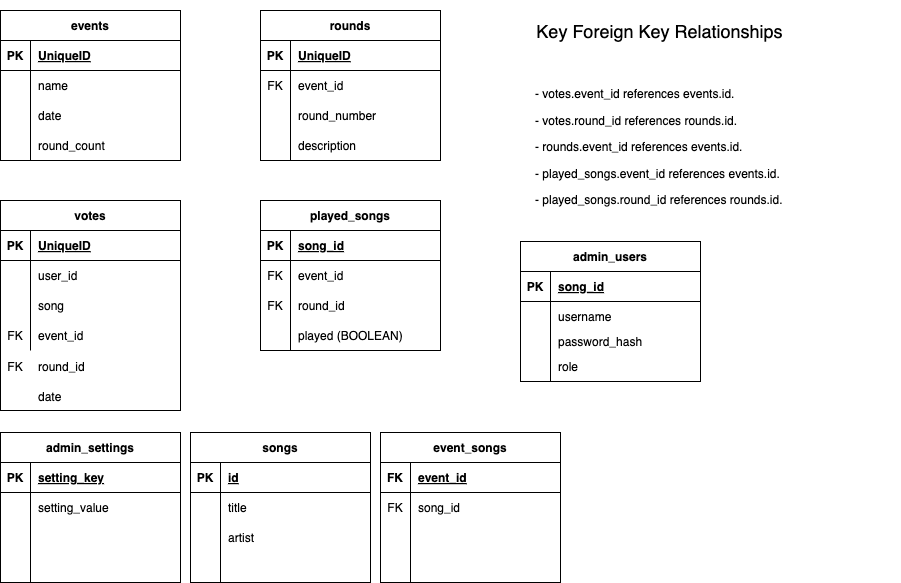 events
PK UniqueID
name
date
round_count
rounds
PK UniqueID
FK event_id
round_number
description
Key Foreign Key Relationships
- votes.event_id references events.id.
- votes.round_id references rounds.id.
- rounds.event_id references events.id.
- played_songs.event_id references events.id.
- played_songs.round_id references rounds.id.
votes
PK UniqueID
user_id
song
FK event_id
FK round_id
date
played_songs
PK song_id
FK event_id
FK round_id
played (BOOLEAN)
admin_users
PK song_id
username
password_hash
role
admin_settings
PK setting_key
setting_value
songs
PK id
title
artist
event_songs
FK event_id
FK song_id